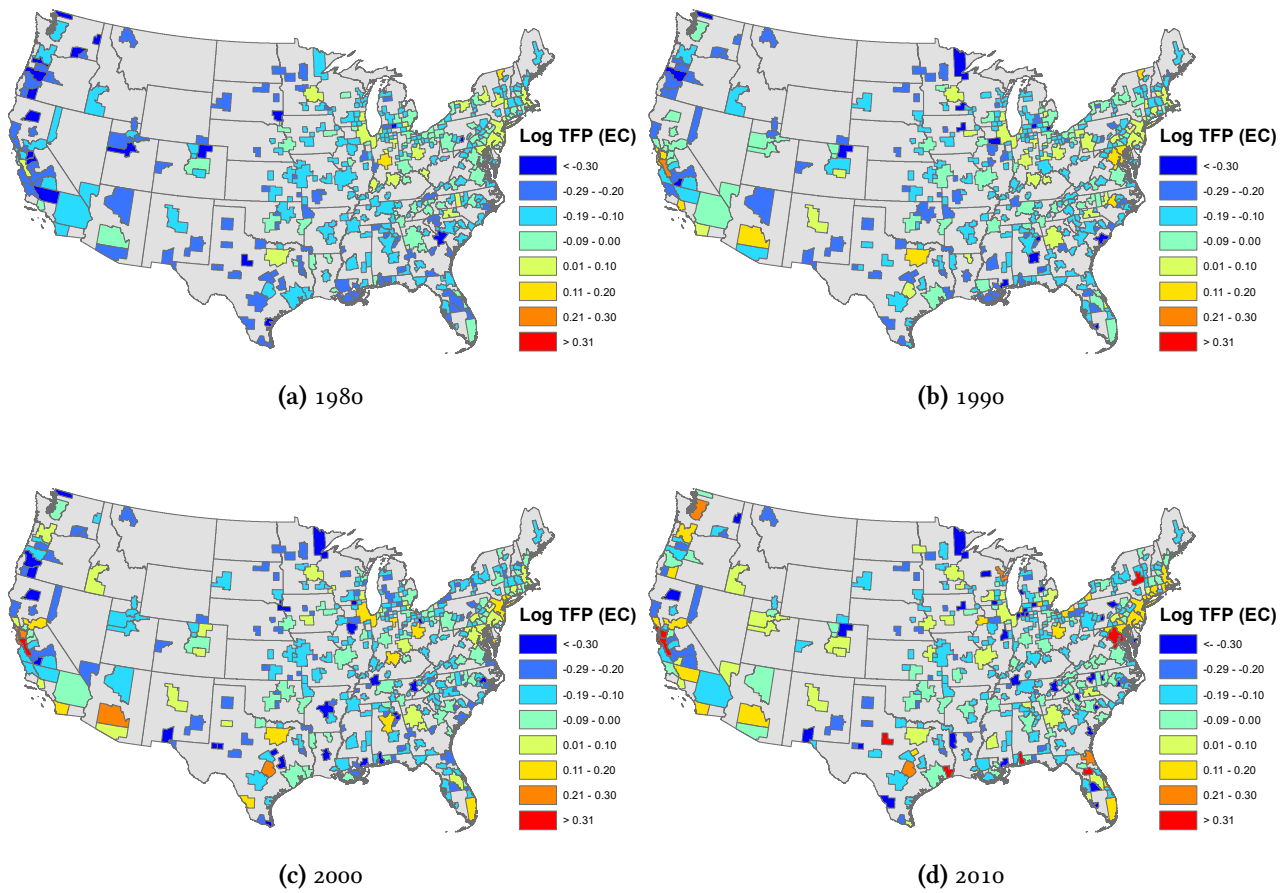 Log TFP (EC)
< -0.30
-0.29 - -0.20
-0.19 - -0.10
-0.09 - 0.00
0.01 - 0.10
0.11 - 0.20
0.21 - 0.30
> 0.31
(a) 1980
Log TFP (EC)
< -0.30
-0.29 - -0.20
-0.19 - -0.10
-0.09 - 0.00
0.01 - 0.10
0.11 - 0.20
0.21 - 0.30
> 0.31
(b) 1990
Log TFP (EC)
< -0.30
-0.29 - -0.20
-0.19 - -0.10
-0.09 - 0.00
0.01 - 0.10
0.11 - 0.20
0.21 - 0.30
> 0.31
(c) 2000
Log TFP (EC)
<- -0.30
-0.29 - -0.20
-0.19 - -0.10
-0.09 - 0.00
0.01 - 0.10
0.11 - 0.20
0.21 - 0.30
> 0.31
(d) 2010